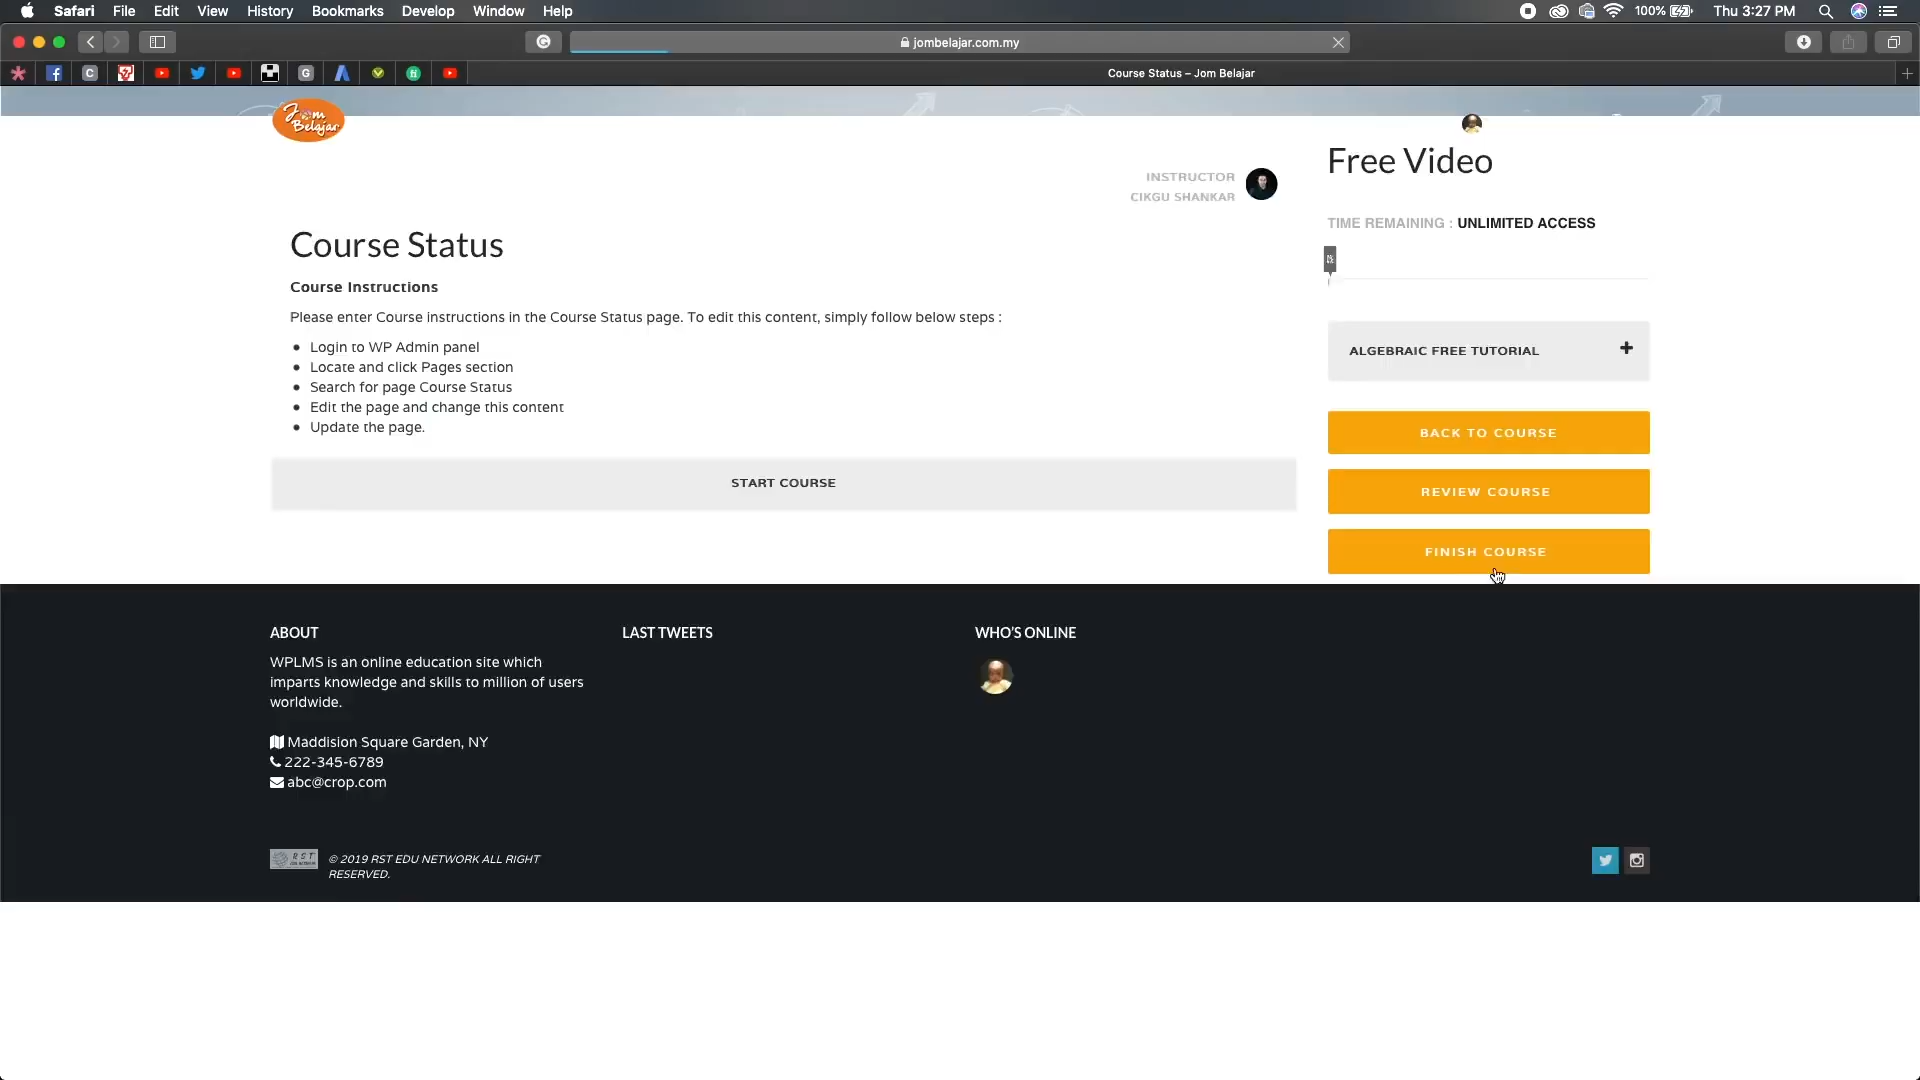 Safari File Edit View History Bookmarks Develop Window Help
100% Thu 3:27 PM
jombelajar.com.my
Course Status – Jom Belajar
Jom
Belajar
INSTRUCTOR
CIKGU SHANKAR
Course Status
Course Instructions
Please enter Course instructions in the Course Status page. To edit this content, simply follow below steps :
Login to WP Admin panel
Locate and click Pages section
Search for page Course Status
Edit the page and change this content
Update the page.
START COURSE
Free Video
TIME REMAINING : UNLIMITED ACCESS
ALGEBRAIC FREE TUTORIAL
BACK TO COURSE
REVIEW COURSE
FINISH COURSE
ABOUT
WPLMS is an online education site which
imparts knowledge and skills to million of users
worldwide.
Maddision Square Garden, NY
222-345-6789
abc@crop.com
LAST TWEETS
WHO'S ONLINE
RST
© 2019 RST EDU NETWORK ALL RIGHT
RESERVED.